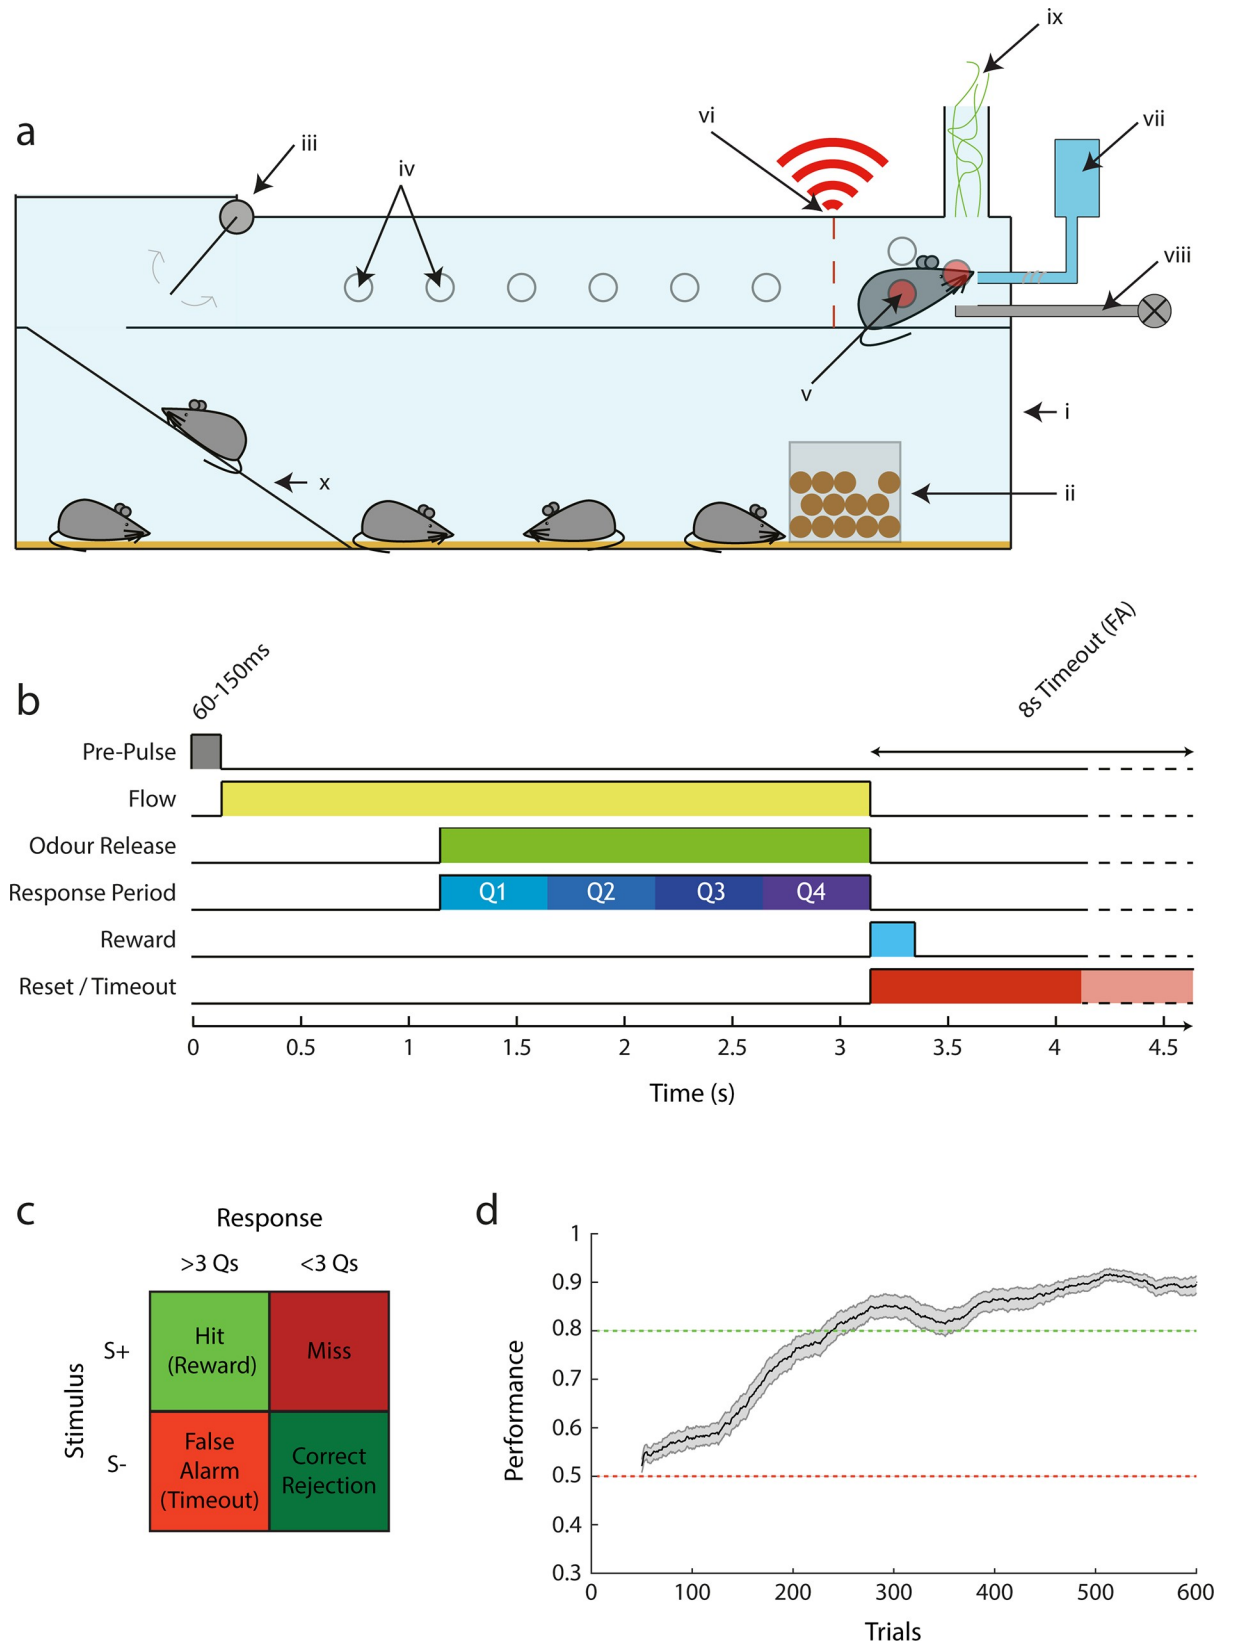 a
i
ii
iii
iv
v
vi
vii
viii
ix
x
b
60-150ms
8s Timeout (FA)
Pre-Pulse
Flow
Odour Release
Response Period
Q1 Q2 Q3 Q4
Reward
Reset / Timeout
0 0.5 1 1.5 2 2.5 3 3.5 4 4.5
Time (s)
c
Response
>3 Qs <3 Qs
Stimulus
S+
Hit
(Reward)
Miss
S-
False
Alarm
(Timeout)
Correct
Rejection
d
Performance
1
0.9
0.8
0.7
0.6
0.5
0.4
0.3
0 100 200 300 400 500 600
Trials